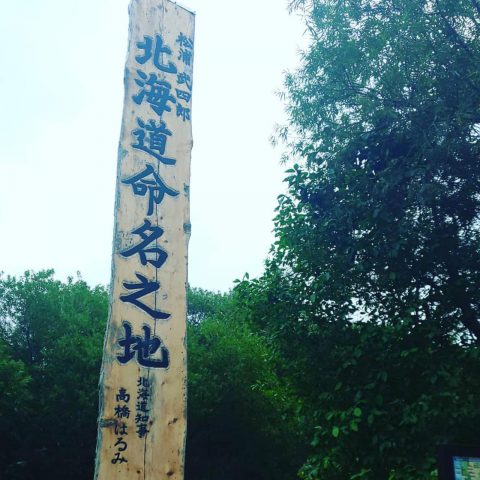 松浦武四郎
北海道命名之地
北海道知事
高橋はるみ